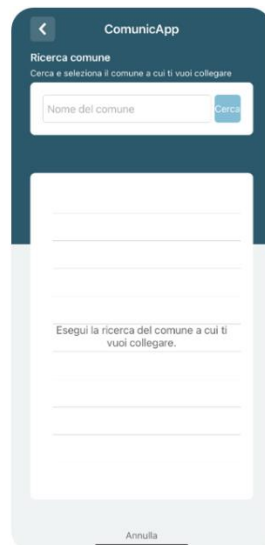 ComunicApp
Ricerca comune
Cerca e seleziona il comune a cui ti vuoi collegare
Nome del comune
Cerca
Esegui la ricerca del comune a cui ti
vuoi collegare.
Annulla